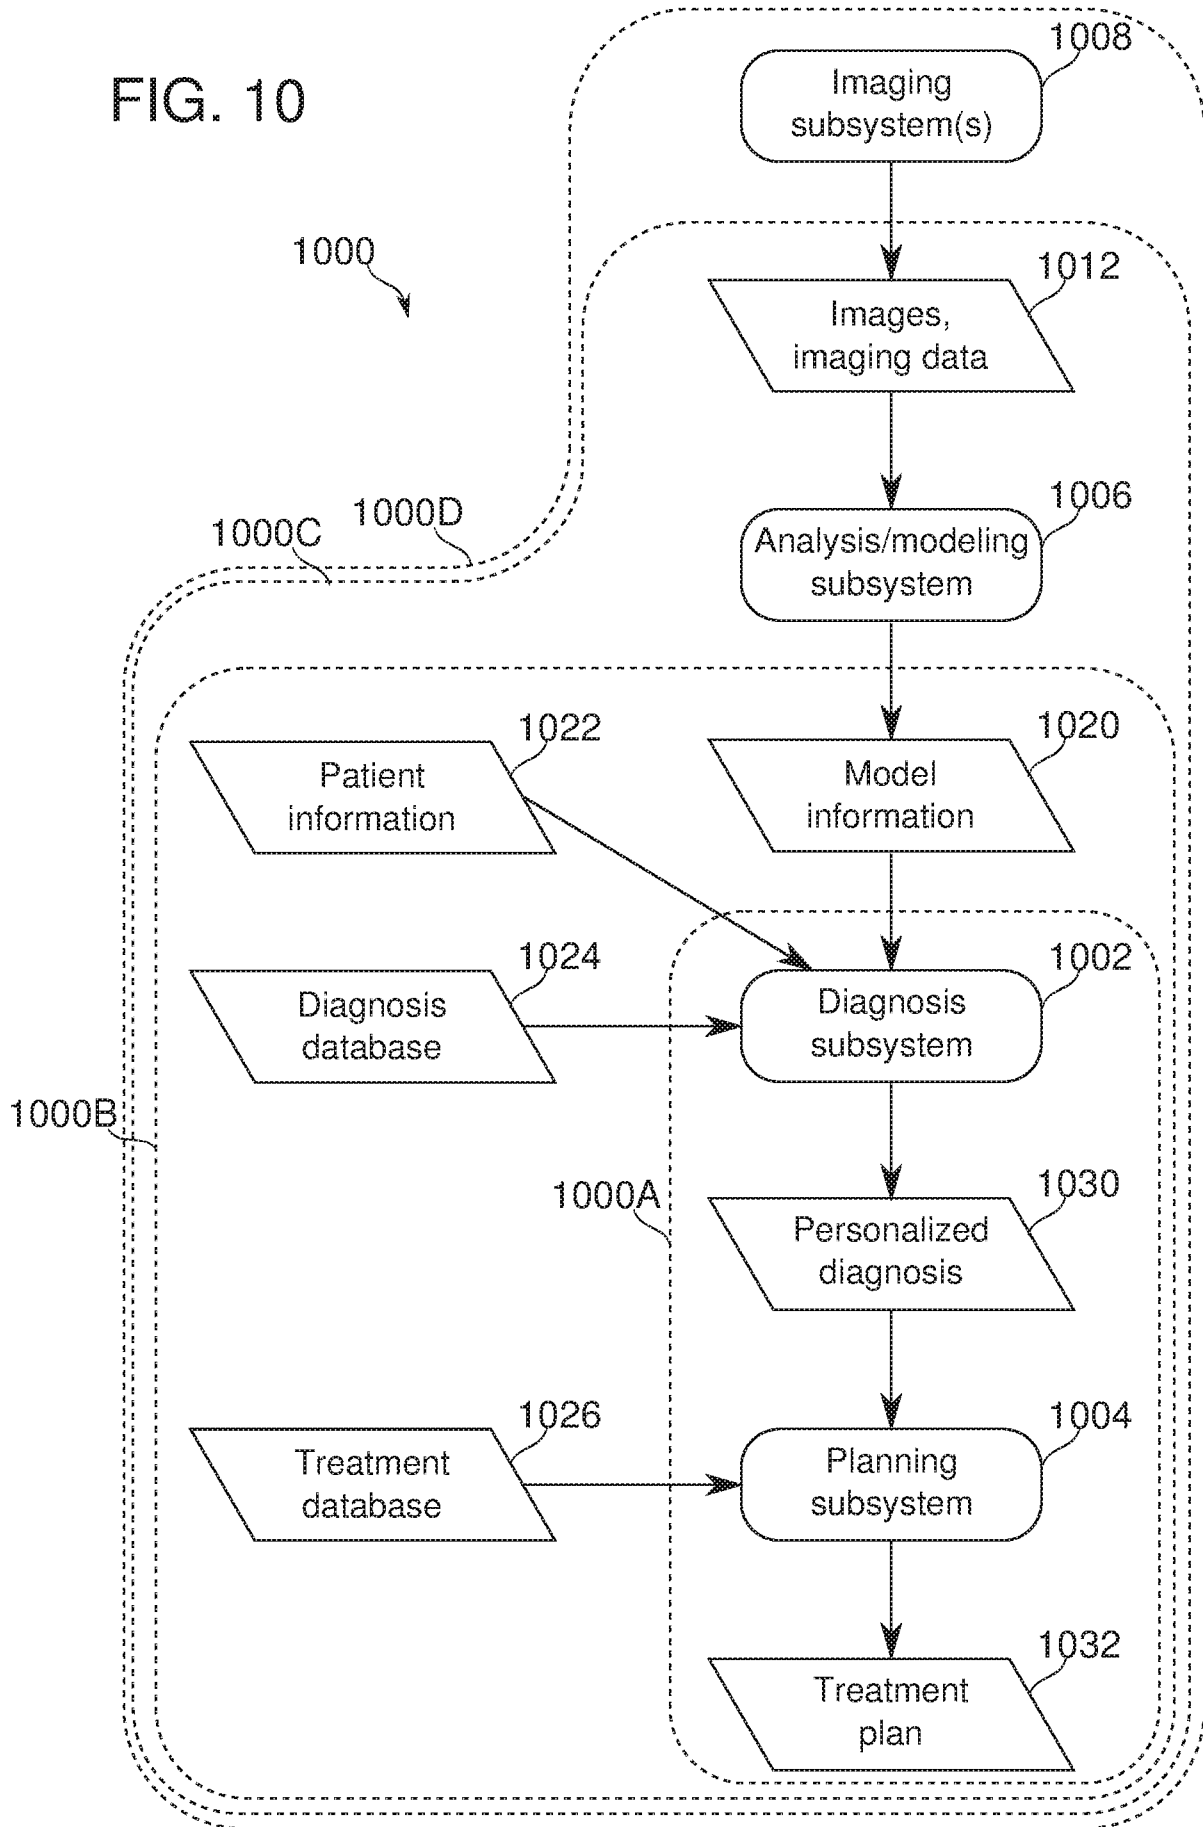 FIG. 10
1008
Imaging
subsystem(s)
1000
1012
Images,
imaging data
1000D
1000C
1006
Analysis/modeling
subsystem
1022
Patient
information
1020
Model
information
1024
Diagnosis
database
1002
Diagnosis
subsystem
1000B
1000A
1030
Personalized
diagnosis
1026
Treatment
database
1004
Planning
subsystem
1032
Treatment
plan